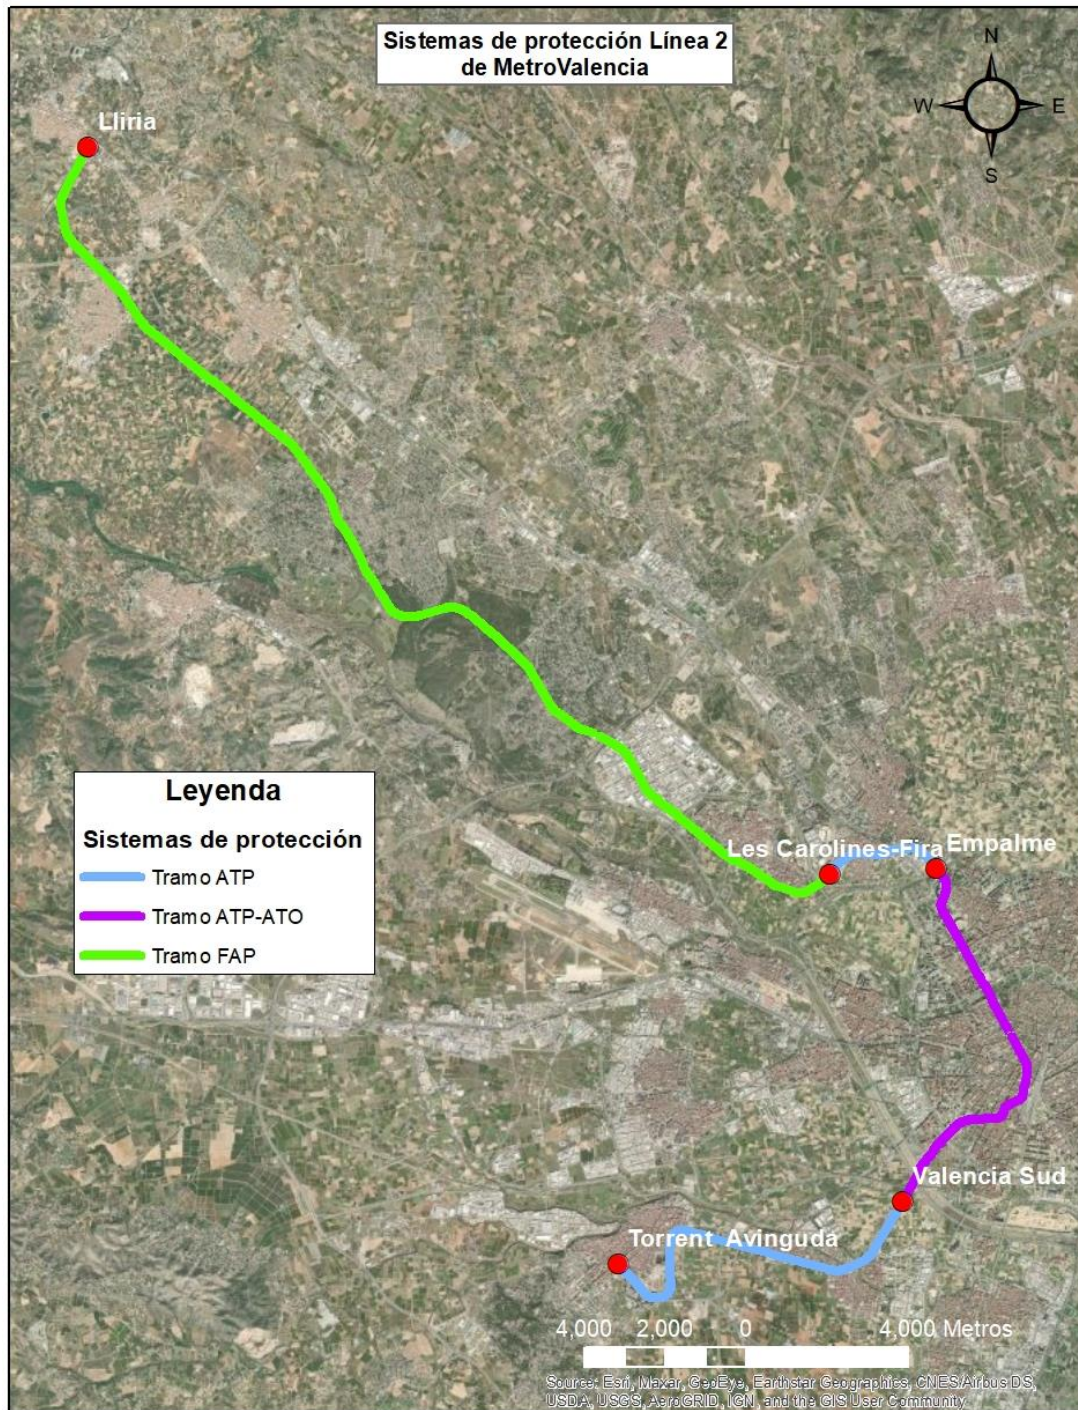 Sistemas de protección Línea 2
de MetroValencia
N
W
E
S
Lliria
Leyenda
Sistemas de protección
Tramo ATP
Tramo ATP-ATO
Tramo FAP
Les Carolines-Fira
Empalme
Valencia Sud
Torrent Avinguda
4,000 2,000 0 4,000 Metros
Source: Esri, Maxar, GeoEye, Earthstar Geographics, CNES/Airbus DS,
USDA, USGS, AeroGRID, IGN, and the GIS User Community